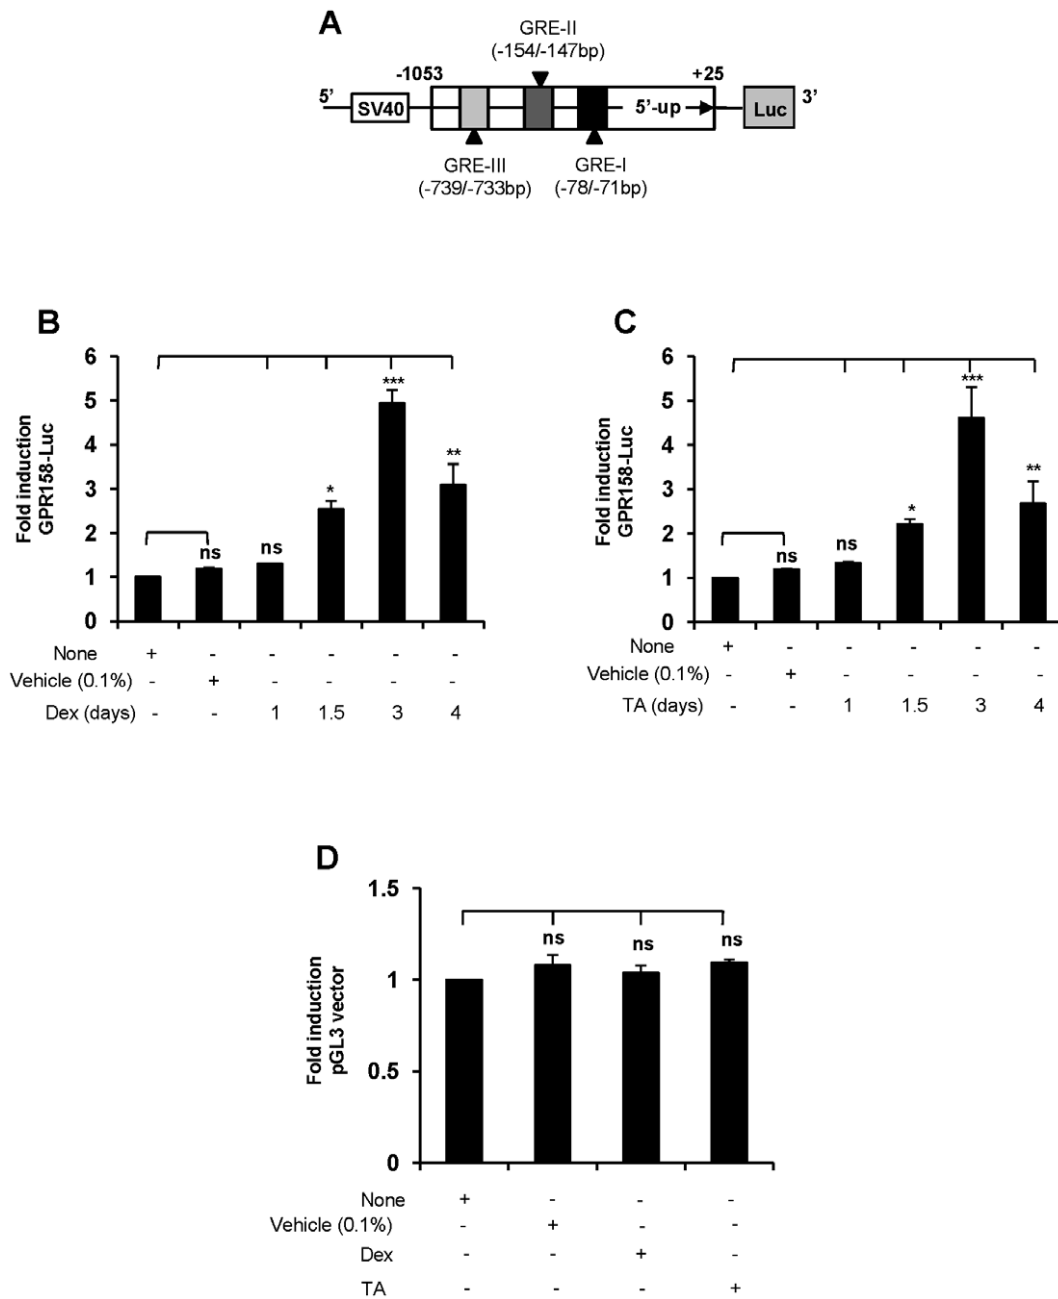 A
GRE-II
(-154/-147bp)
-1053 +25
5’ SV40 5’-up Luc 3’
GRE-III GRE-I
(-739/-733bp) (-78/-71bp)
B
Fold induction
GPR158-Luc
6
5
4
3
2
1
0
ns ns * *** **
None + - - - - -
Vehicle (0.1%) - + - - - -
Dex (days) - - 1 1.5 3 4
C
Fold induction
GPR158-Luc
6
5
4
3
2
1
0
ns ns * *** **
None + - - - - -
Vehicle (0.1%) - + - - - -
TA (days) - - 1 1.5 3 4
D
Fold induction
pGL3 vector
1.5
1
0.5
0
ns ns ns
None + - - -
Vehicle (0.1%) - + - -
Dex - - + -
TA - - - +